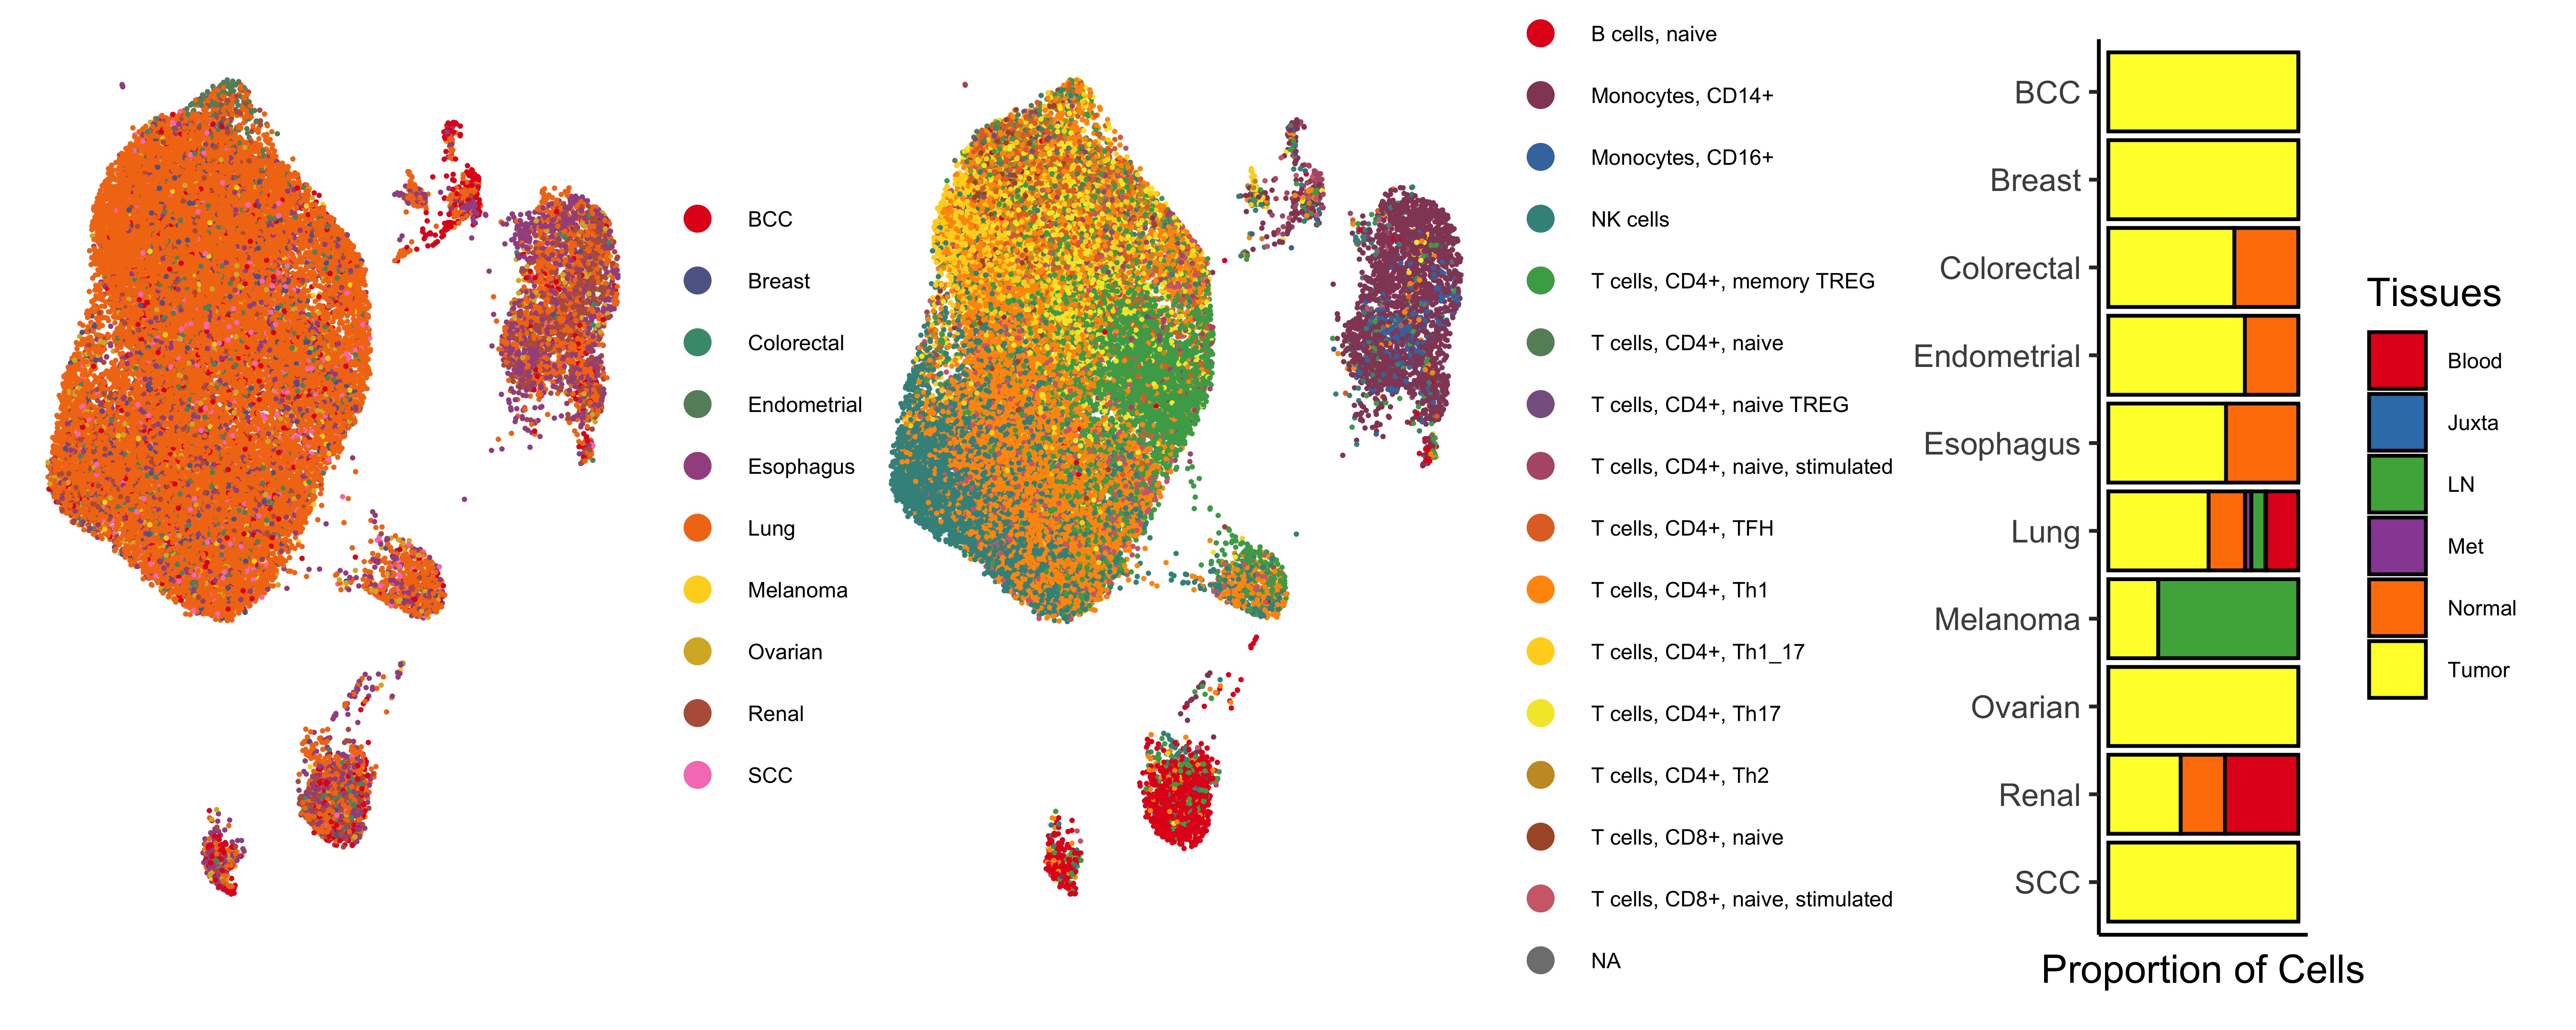 BCC
Breast
Colorectal
Endometrial
Esophagus
Lung
Melanoma
Ovarian
Renal
SCC
B cells, naive
Monocytes, CD14+
Monocytes, CD16+
NK cells
T cells, CD4+, memory TREG
T cells, CD4+, naive
T cells, CD4+, naive TREG
T cells, CD4+, naive, stimulated
T cells, CD4+, TFH
T cells, CD4+, Th1
T cells, CD4+, Th1_17
T cells, CD4+, Th17
T cells, CD4+, Th2
T cells, CD8+, naive
T cells, CD8+, naive, stimulated
NA
BCC
Breast
Colorectal
Endometrial
Esophagus
Lung
Melanoma
Ovarian
Renal
SCC
Proportion of Cells
Tissues
Blood
Juxta
LN
Met
Normal
Tumor